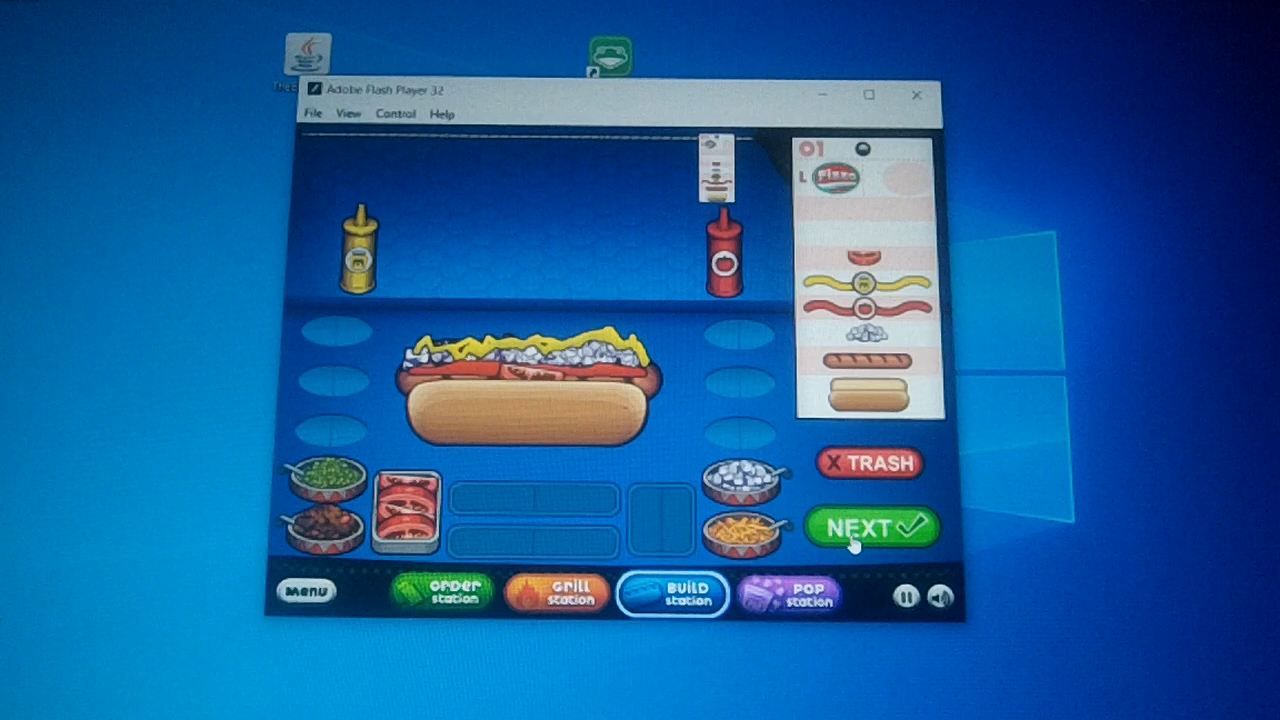 Adobe Flash Player 32
File View Control Help
01
L Fizzo
X TRASH
NEXT
Menu
ORDER station
GRILL station
BUILD station
POP station